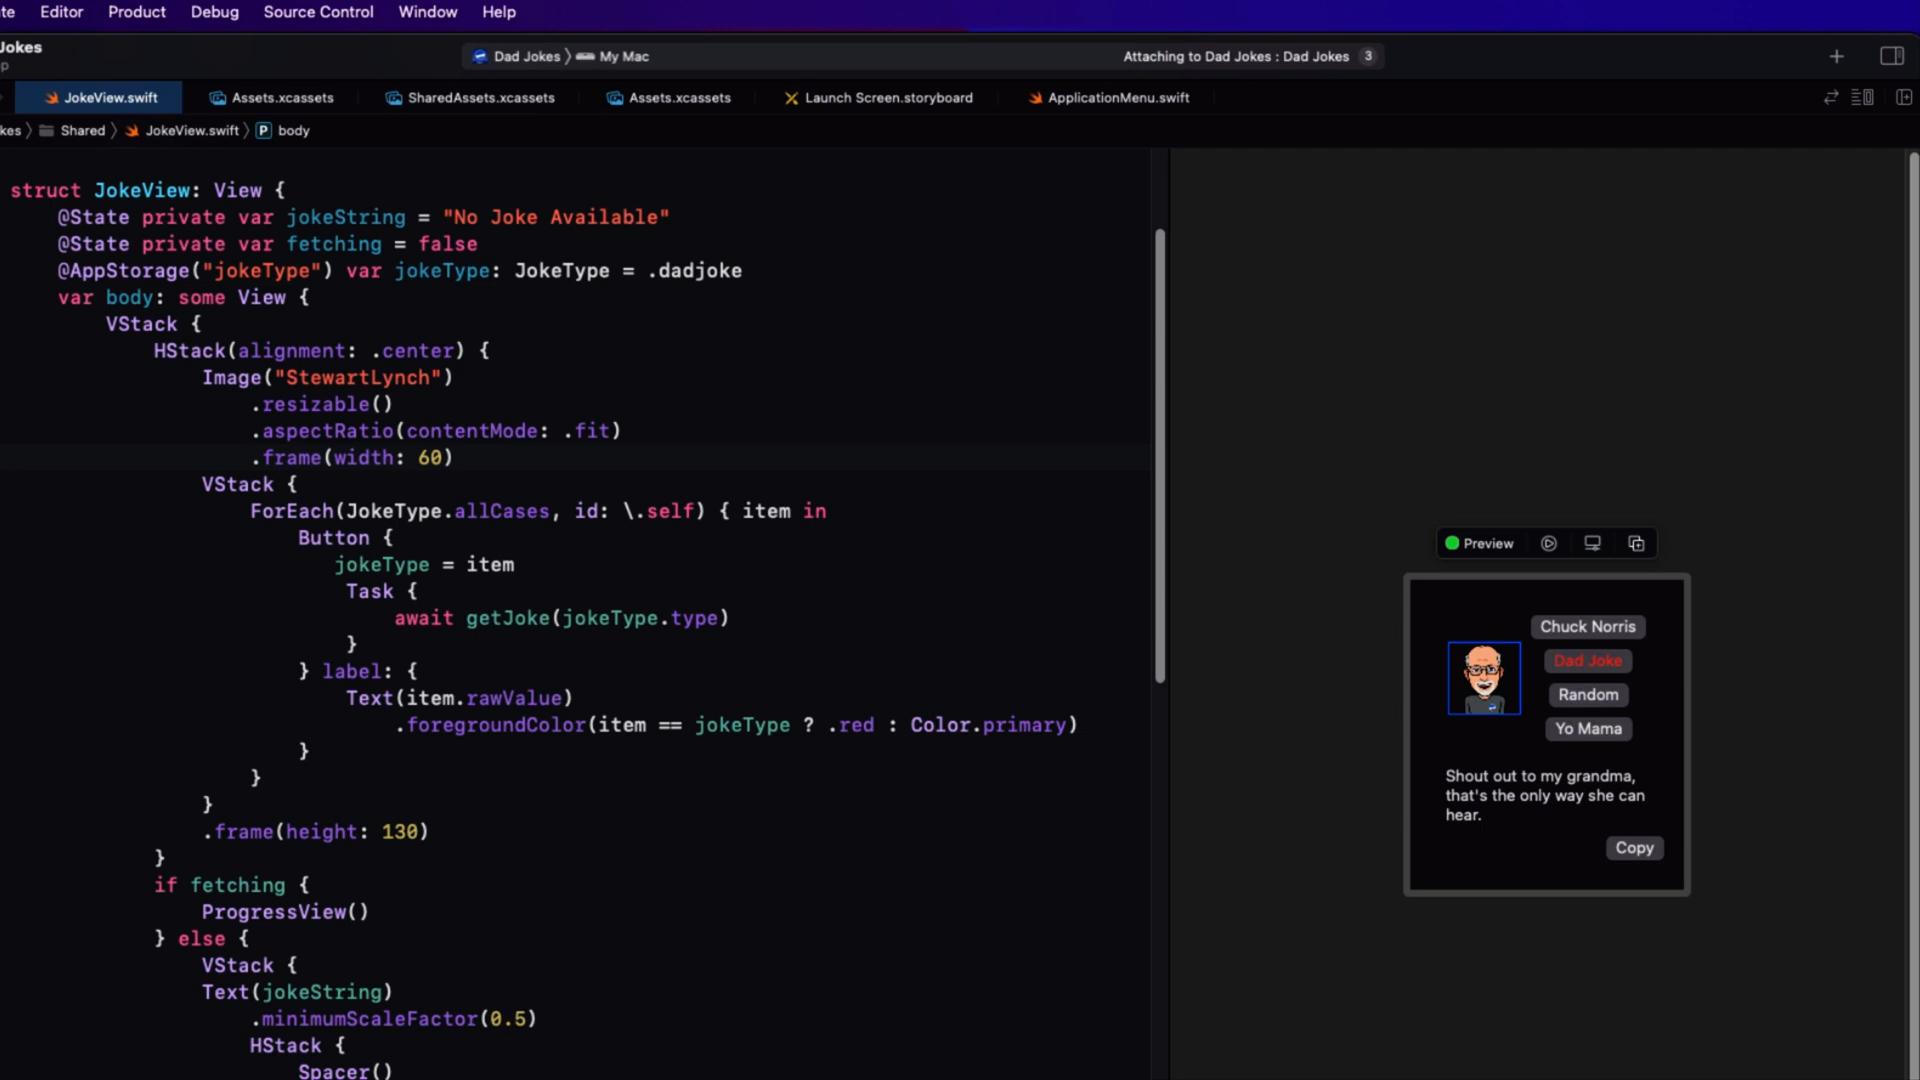 te Editor Product Debug Source Control Window Help
Jokes
p
Dad Jokes 〉 My Mac
Attaching to Dad Jokes : Dad Jokes 3
JokeView.swift Assets.xcassets SharedAssets.xcassets Assets.xcassets Launch Screen.storyboard ApplicationMenu.swift
kes 〉 Shared 〉 JokeView.swift 〉 P body
struct JokeView: View {
@State private var jokeString = "No Joke Available"
@State private var fetching = false
@AppStorage("jokeType") var jokeType: JokeType = .dadjoke
var body: some View {
VStack {
HStack(alignment: .center) {
Image("StewartLynch")
.resizable()
.aspectRatio(contentMode: .fit)
.frame(width: 60)
VStack {
ForEach(JokeType.allCases, id: \.self) { item in
Button {
jokeType = item
Task {
await getJoke(jokeType.type)
}
} label: {
Text(item.rawValue)
.foregroundColor(item == jokeType ? .red : Color.primary)
}
}
}
.frame(height: 130)
}
if fetching {
ProgressView()
} else {
VStack {
Text(jokeString)
.minimumScaleFactor(0.5)
HStack {
Spacer()
Preview
Chuck Norris
Dad Joke
Random
Yo Mama
Shout out to my grandma,
that's the only way she can
hear.
Copy